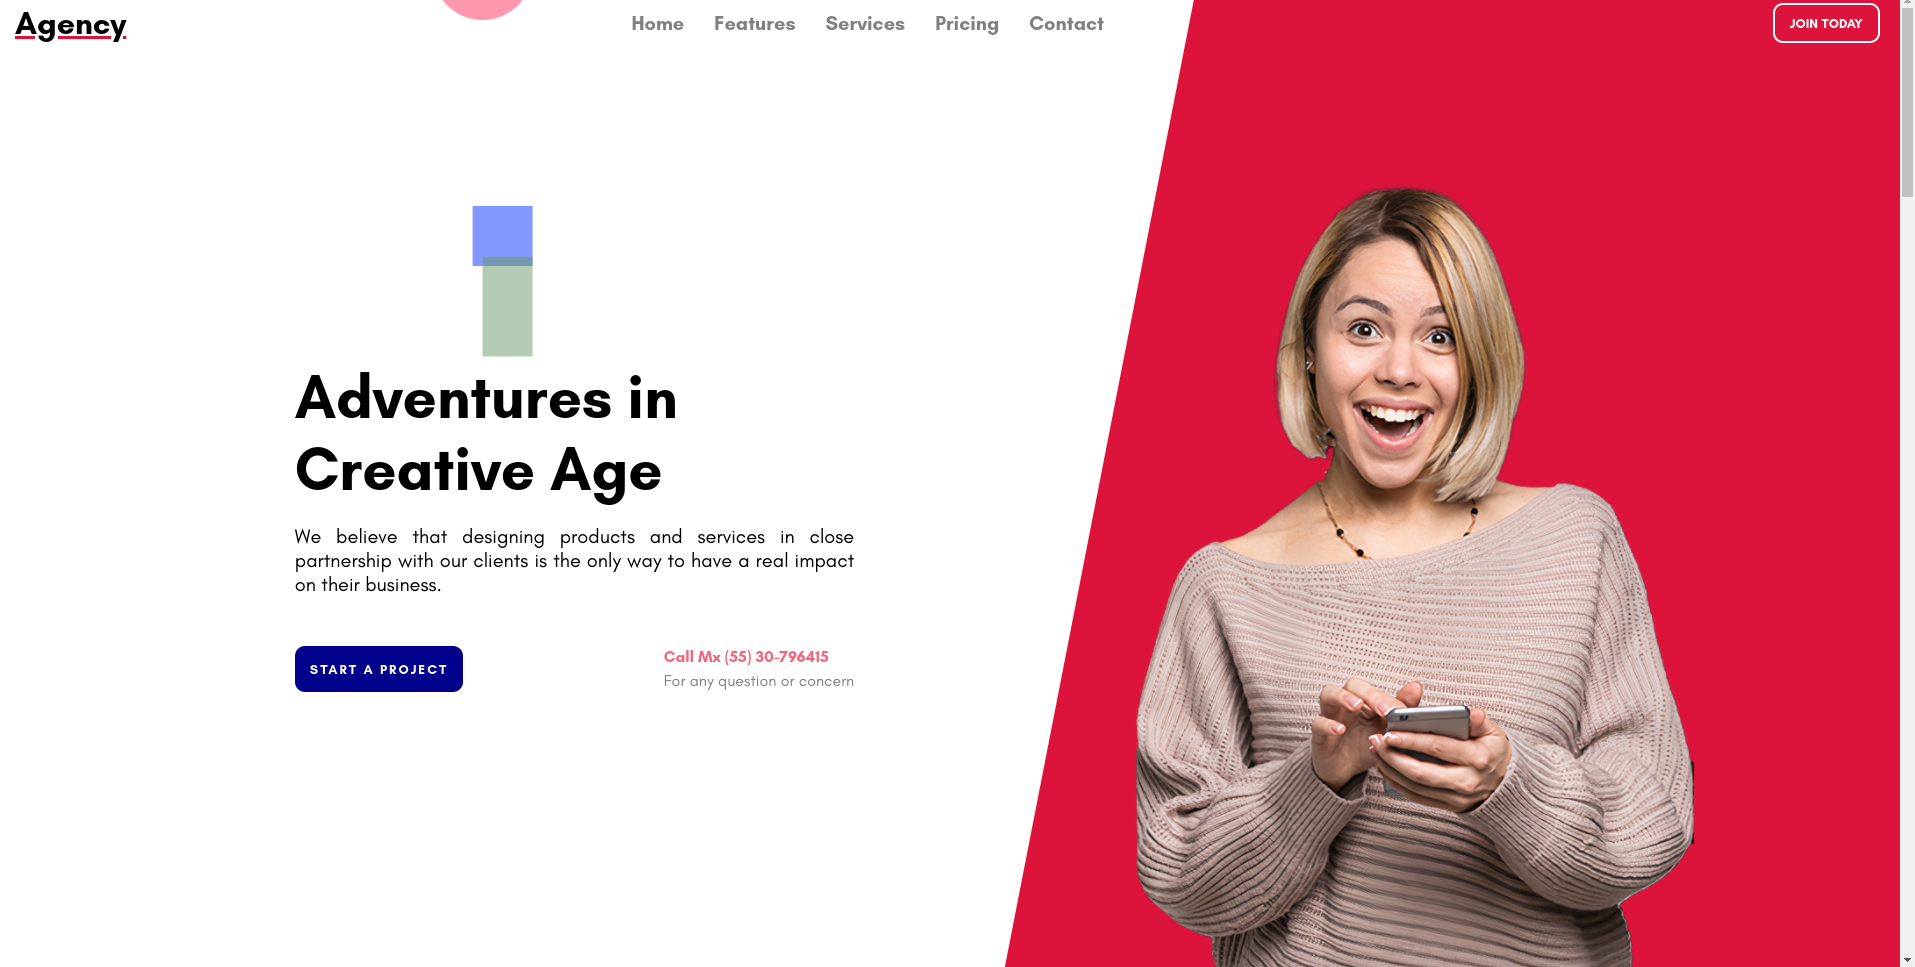 Agency
Home
Features
Services
Pricing
Contact
JOIN TODAY
Adventures in
Creative Age
We believe that designing products and services in close
partnership with our clients is the only way to have a real impact
on their business.
START A PROJECT
Call Mx (55) 30-796415
For any question or concern